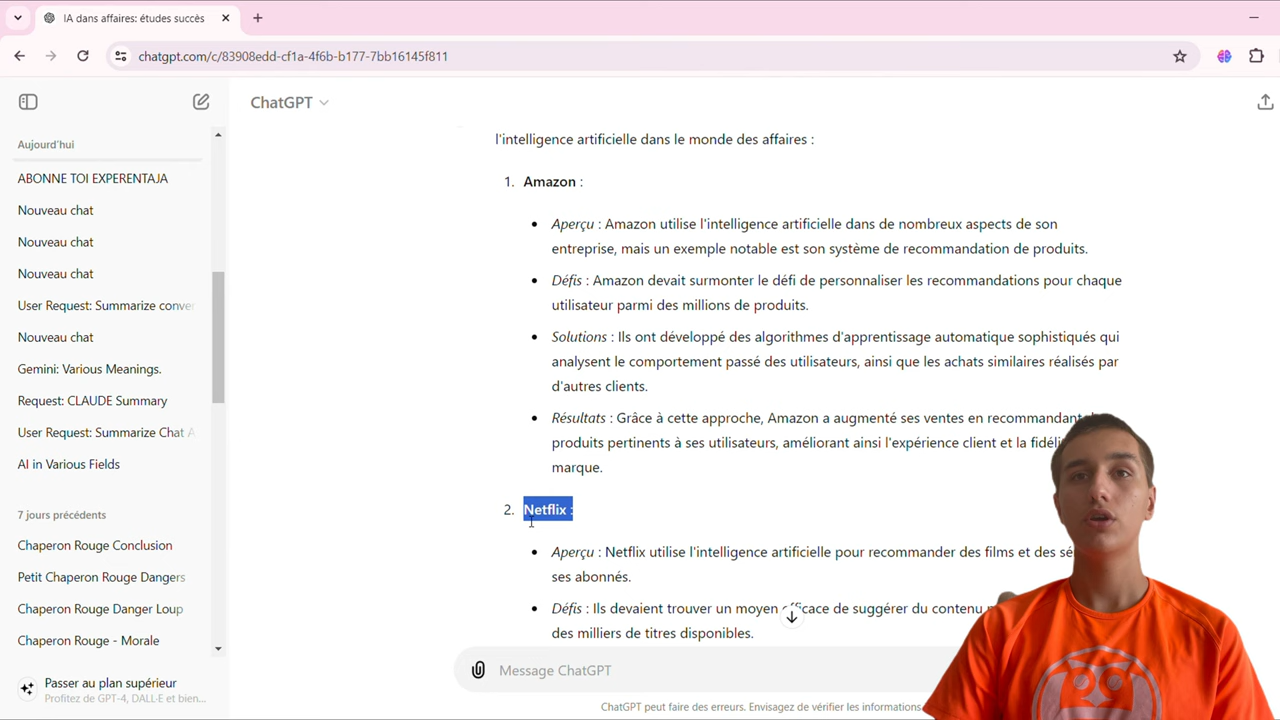 IA dans affaires: études succès
chatgpt.com/c/83908edd-cf1a-4f6b-b177-7bb16145f811
ChatGPT
Aujourd'hui
ABONNE TOI EXPERENTAJA
Nouveau chat
Nouveau chat
Nouveau chat
User Request: Summarize conver
Nouveau chat
Gemini: Various Meanings.
Request: CLAUDE Summary
User Request: Summarize Chat A
AI in Various Fields
7 jours précédents
Chaperon Rouge Conclusion
Petit Chaperon Rouge Dangers
Chaperon Rouge Danger Loup
Chaperon Rouge - Morale
Passer au plan supérieur
Profitez de GPT-4, DALL-E et bien...
l'intelligence artificielle dans le monde des affaires :
1. Amazon :
• Aperçu : Amazon utilise l'intelligence artificielle dans de nombreux aspects de son
entreprise, mais un exemple notable est son système de recommandation de produits.
• Défis : Amazon devait surmonter le défi de personnaliser les recommandations pour chaque
utilisateur parmi des millions de produits.
• Solutions : Ils ont développé des algorithmes d'apprentissage automatique sophistiqués qui
analysent le comportement passé des utilisateurs, ainsi que les achats similaires réalisés par
d'autres clients.
• Résultats : Grâce à cette approche, Amazon a augmenté ses ventes en recommandant
produits pertinents à ses utilisateurs, améliorant ainsi l'expérience client et la
marque.
2. Netflix :
• Aperçu : Netflix utilise l'intelligence artificielle pour recommander des films et des
ses abonnés.
• Défis : Ils devaient trouver un moyen efficace de suggérer du contenu
des milliers de titres disponibles.
Message ChatGPT
ChatGPT peut faire des erreurs. Envisagez de vérifier les informations